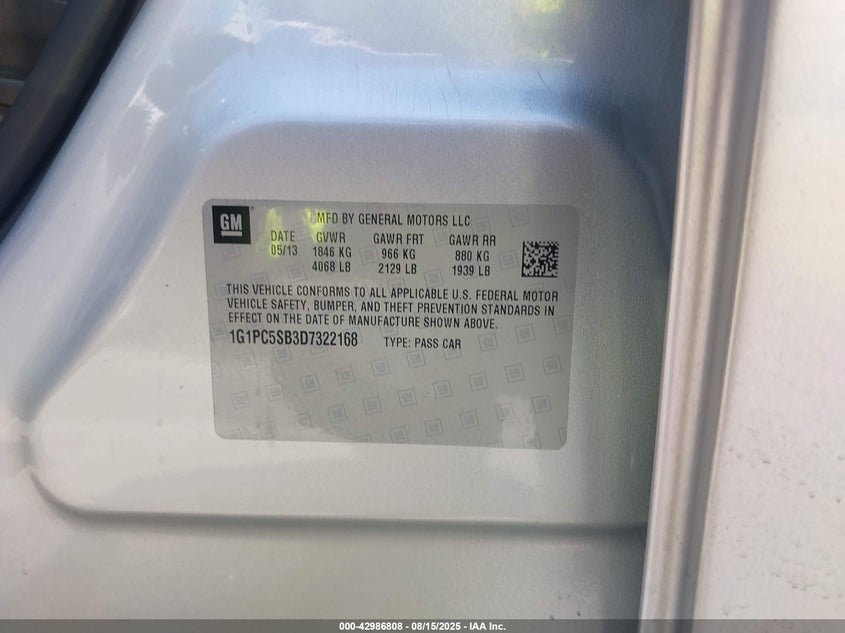 GM
MFD BY GENERAL MOTORS LLC
DATE GVWR GAWR FRT GAWR RR
05/13 1846 KG 966 KG 880 KG
4068 LB 2129 LB 1939 LB
THIS VEHICLE CONFORMS TO ALL APPLICABLE U.S. FEDERAL MOTOR
VEHICLE SAFETY, BUMPER, AND THEFT PREVENTION STANDARDS IN
EFFECT ON THE DATE OF MANUFACTURE SHOWN ABOVE.
1G1PC5SB3D7322168 TYPE: PASS CAR
000-42986808 - 08/15/2025 - IAA Inc.